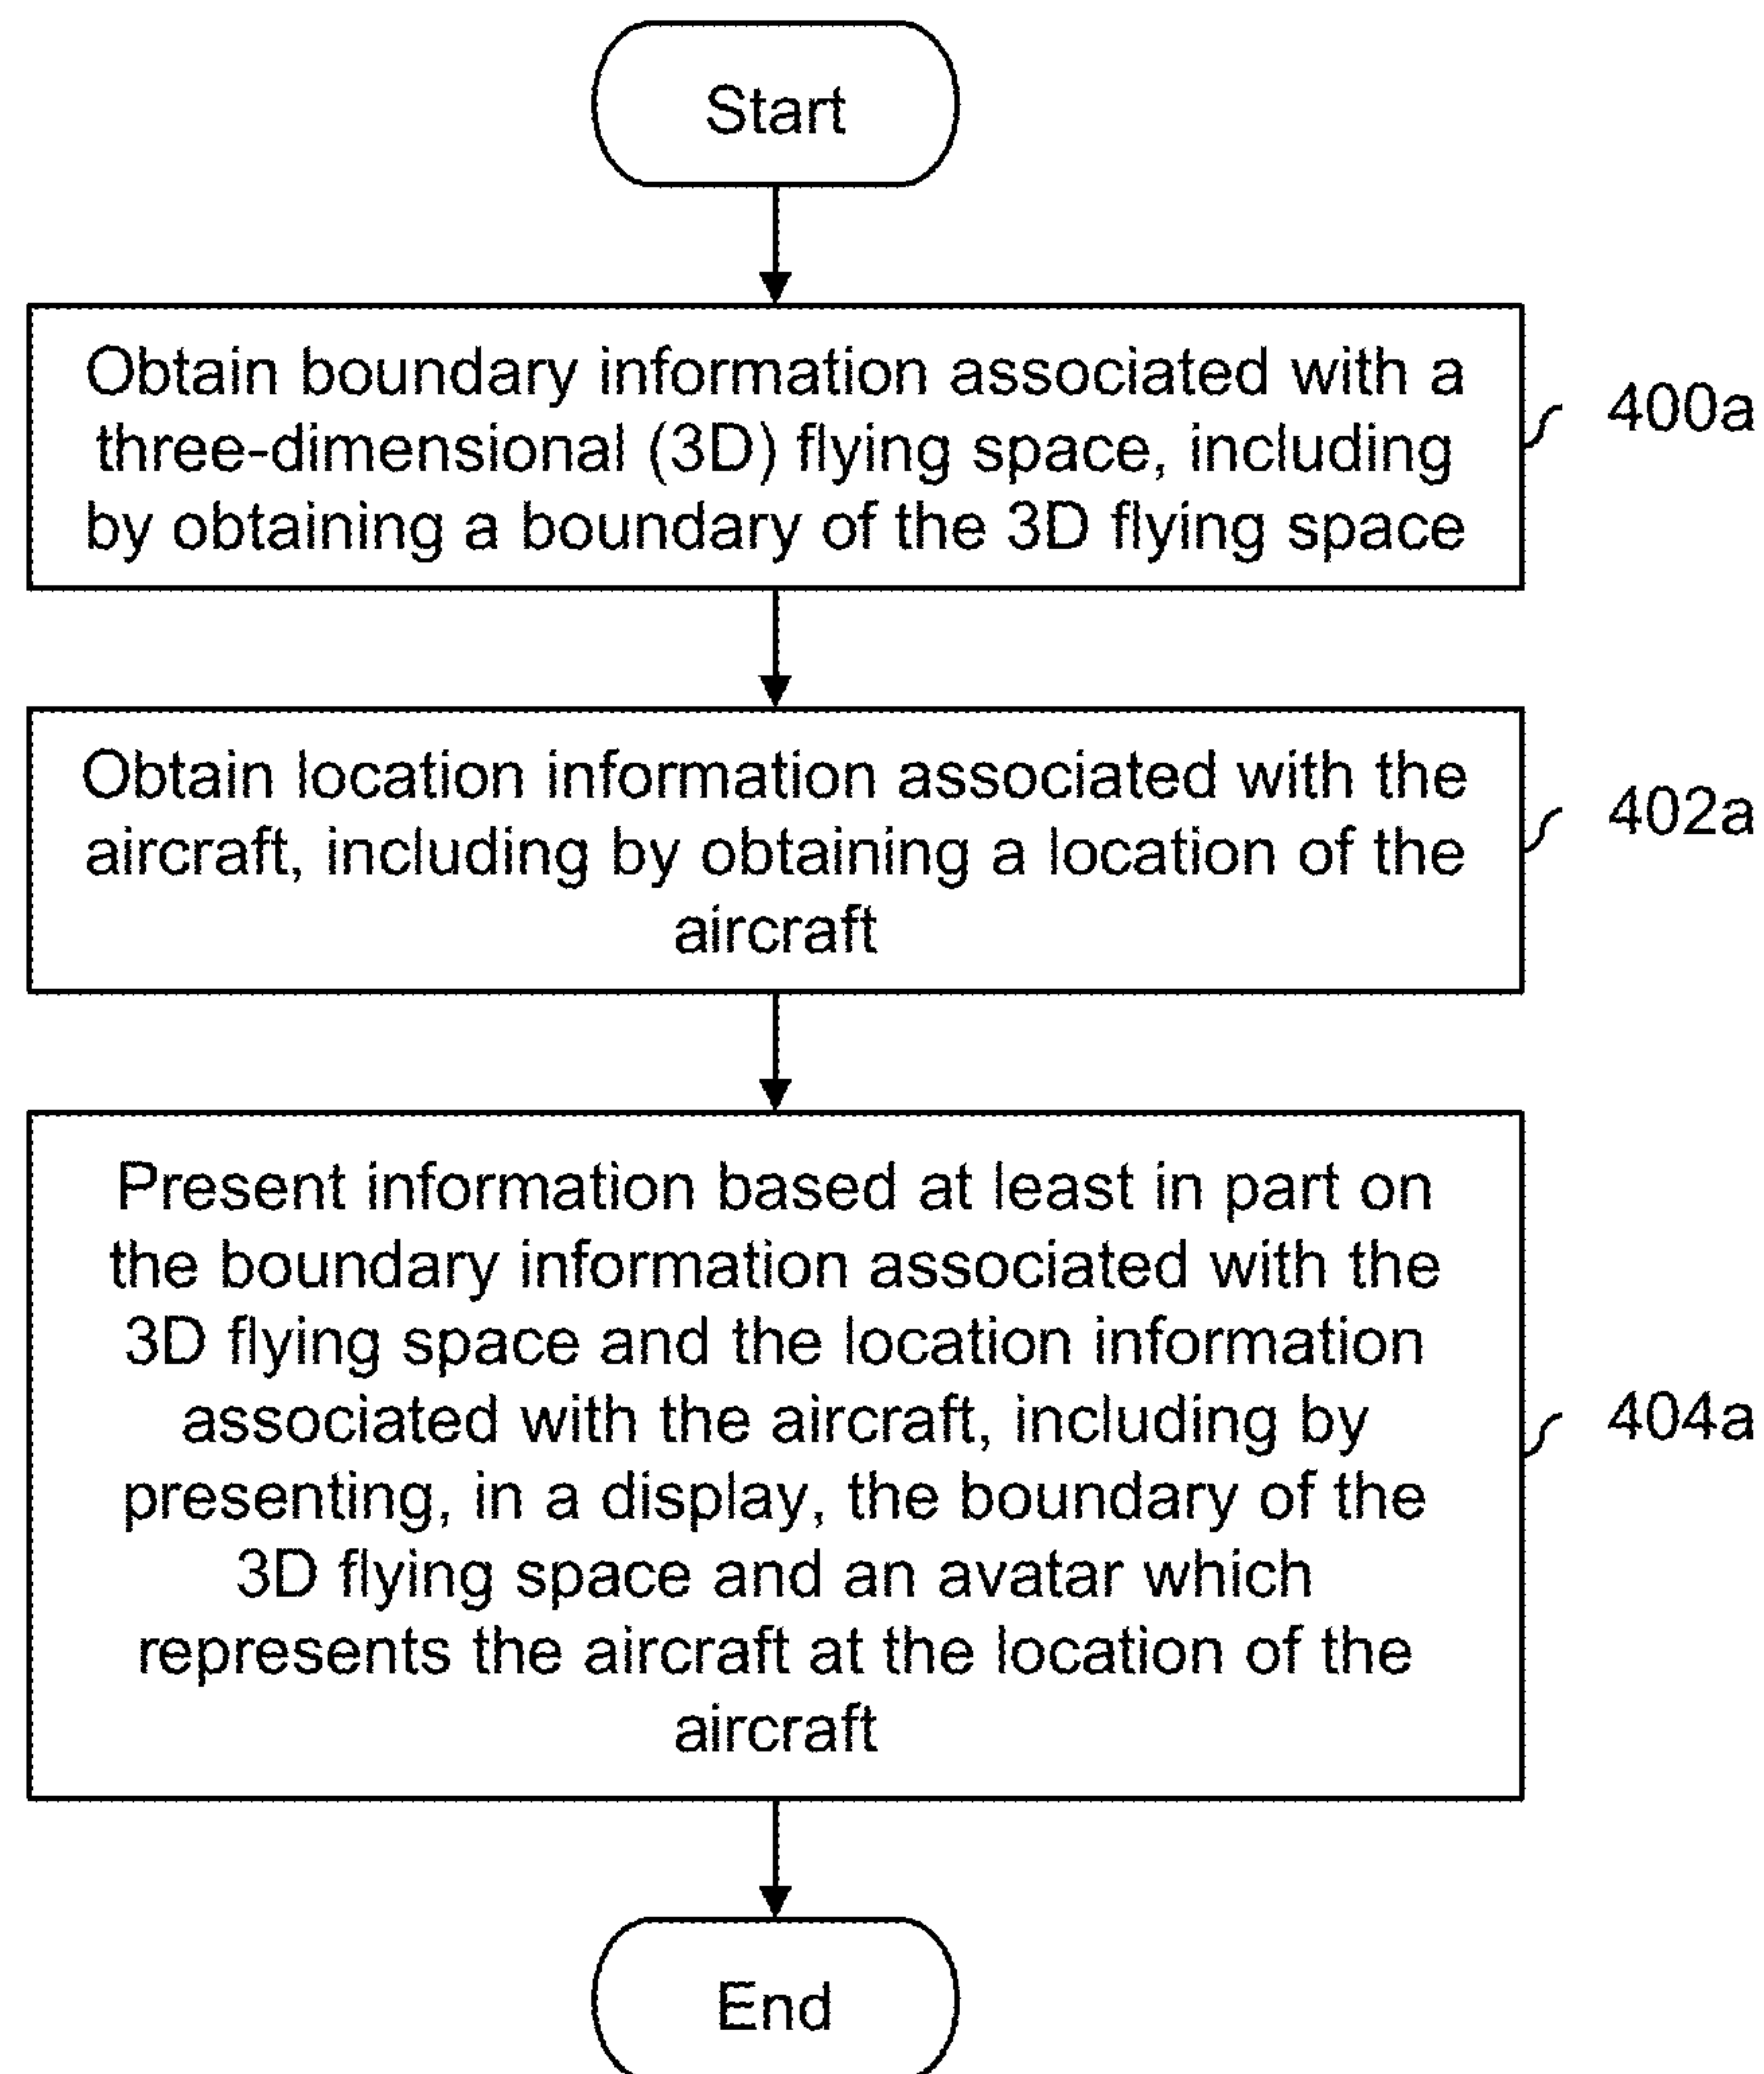 Start
Obtain boundary information associated with a
three-dimensional (3D) flying space, including
by obtaining a boundary of the 3D flying space
400a
Obtain location information associated with the
aircraft, including by obtaining a location of the
aircraft
402a
Present information based at least in part on
the boundary information associated with the
3D flying space and the location information
associated with the aircraft, including by
presenting, in a display, the boundary of the
3D flying space and an avatar which
represents the aircraft at the location of the
aircraft
404a
End